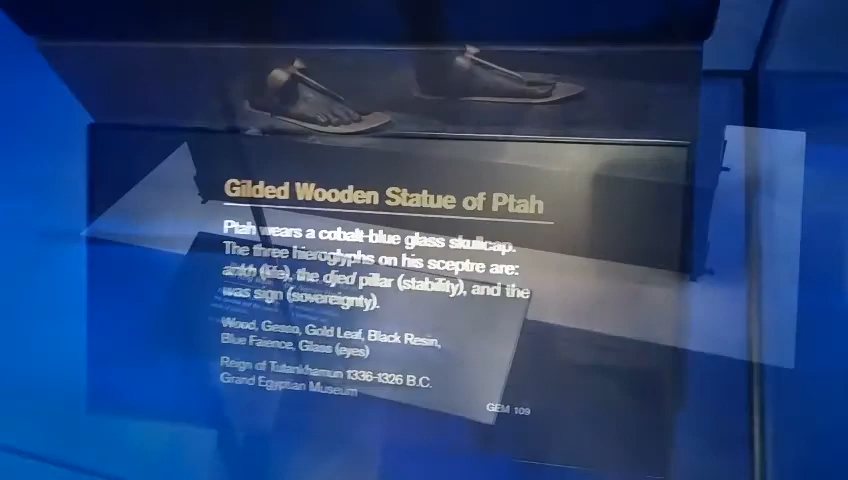 Gilded Wooden Statue of Ptah
Ptah wears a cobalt-blue glass skullcap.
The three hieroglyphs on his sceptre are:
ankh (life), the djed pillar (stability), and the
was sign (sovereignty).
Wood, Gesso, Gold Leaf, Black Resin,
Blue Faience, Glass (eyes)
Reign of Tutankhamun 1336-1326 B.C.
Grand Egyptian Museum
GEM 109